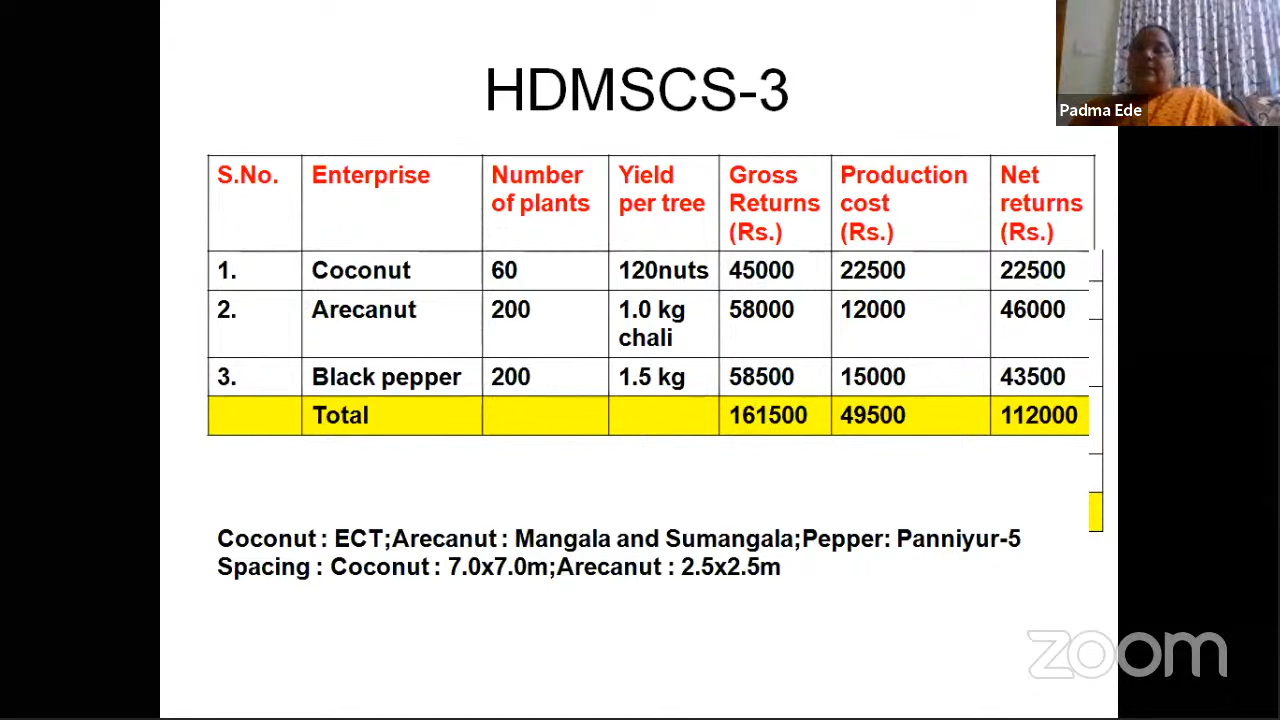 HDMSCS-3
Padma Ede
S.No. Enterprise Number of plants Yield per tree Gross Returns (Rs.) Production cost (Rs.) Net returns (Rs.)
1. Coconut 60 120nuts 45000 22500 22500
2. Arecanut 200 1.0 kg chali 58000 12000 46000
3. Black pepper 200 1.5 kg 58500 15000 43500
Total 161500 49500 112000
Coconut : ECT;Arecanut : Mangala and Sumangala;Pepper: Panniyur-5
Spacing : Coconut : 7.0x7.0m;Arecanut : 2.5x2.5m
zoom